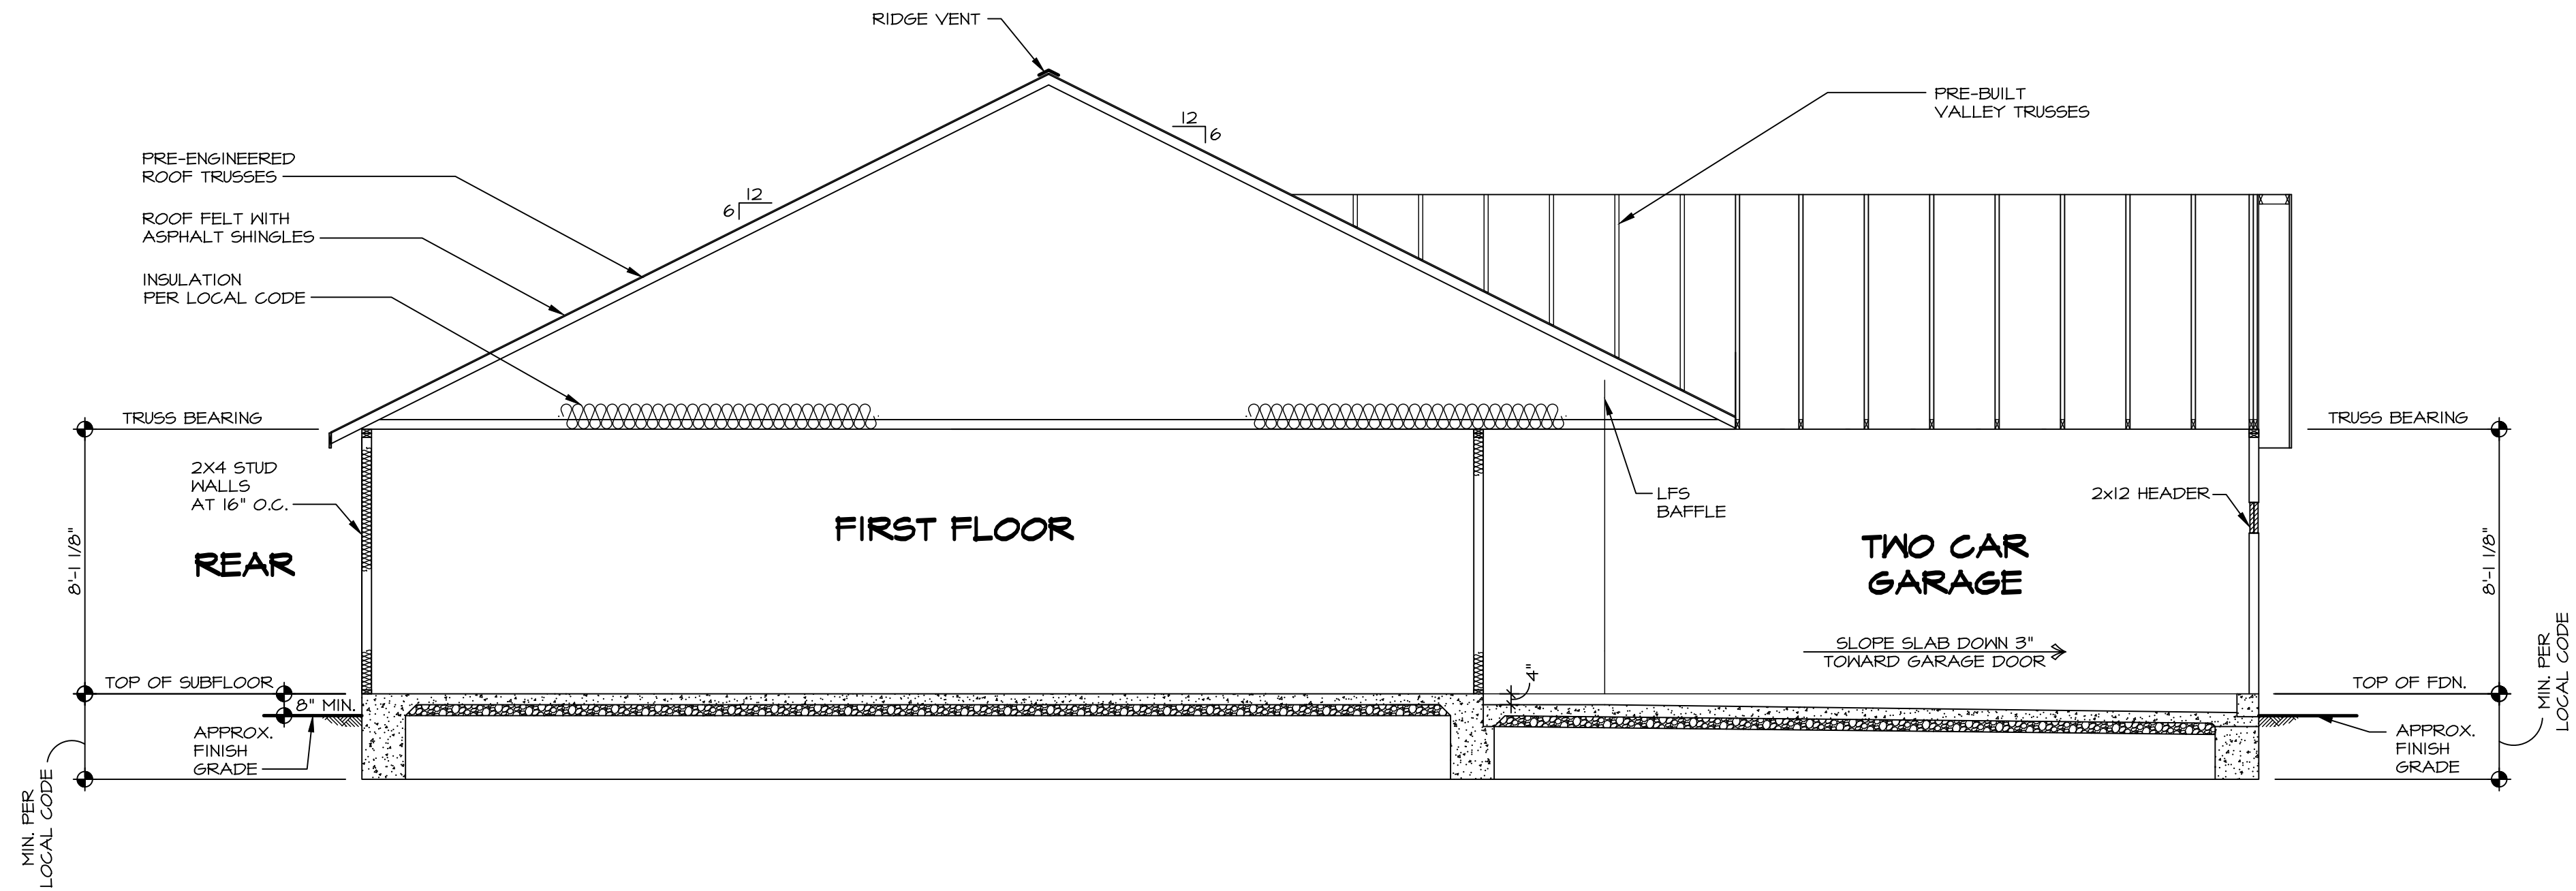 RIDGE VENT
PRE-BUILT
VALLEY TRUSSES
12
6
PRE-ENGINEERED
ROOF TRUSSES
12
6
ROOF FELT WITH
ASPHALT SHINGLES
INSULATION
PER LOCAL CODE
TRUSS BEARING
TRUSS BEARING
2X4 STUD
WALLS
AT 16" O.C.
LFS
BAFFLE
2x12 HEADER
FIRST FLOOR
REAR
TWO CAR
GARAGE
8'-1 1/8"
8'-1 1/8"
SLOPE SLAB DOWN 3"
TOWARD GARAGE DOOR
4"
TOP OF SUBFLOOR
TOP OF FDN.
8" MIN.
MIN. PER
LOCAL CODE
APPROX.
FINISH
GRADE
APPROX.
FINISH
GRADE
MIN. PER
LOCAL CODE